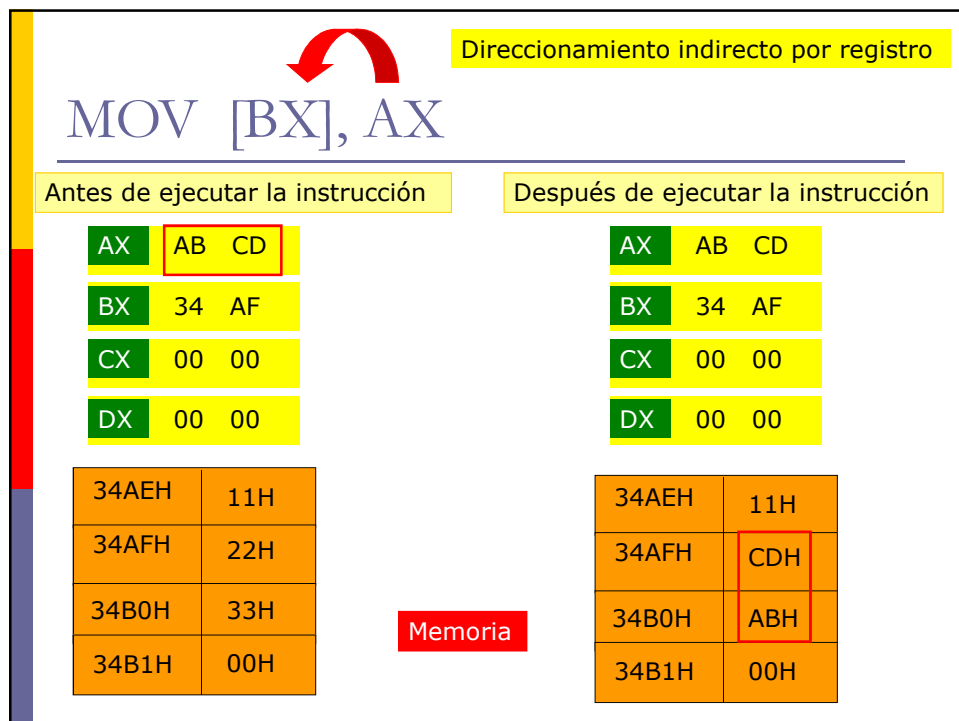 Direccionamiento indirecto por registro
MOV [BX], AX
Antes de ejecutar la instrucción
AX AB CD
BX 34 AF
CX 00 00
DX 00 00
34AEH 11H
34AFH 22H
34B0H 33H
34B1H 00H
Memoria
Después de ejecutar la instrucción
AX AB CD
BX 34 AF
CX 00 00
DX 00 00
34AEH 11H
34AFH CDH
34B0H ABH
34B1H 00H